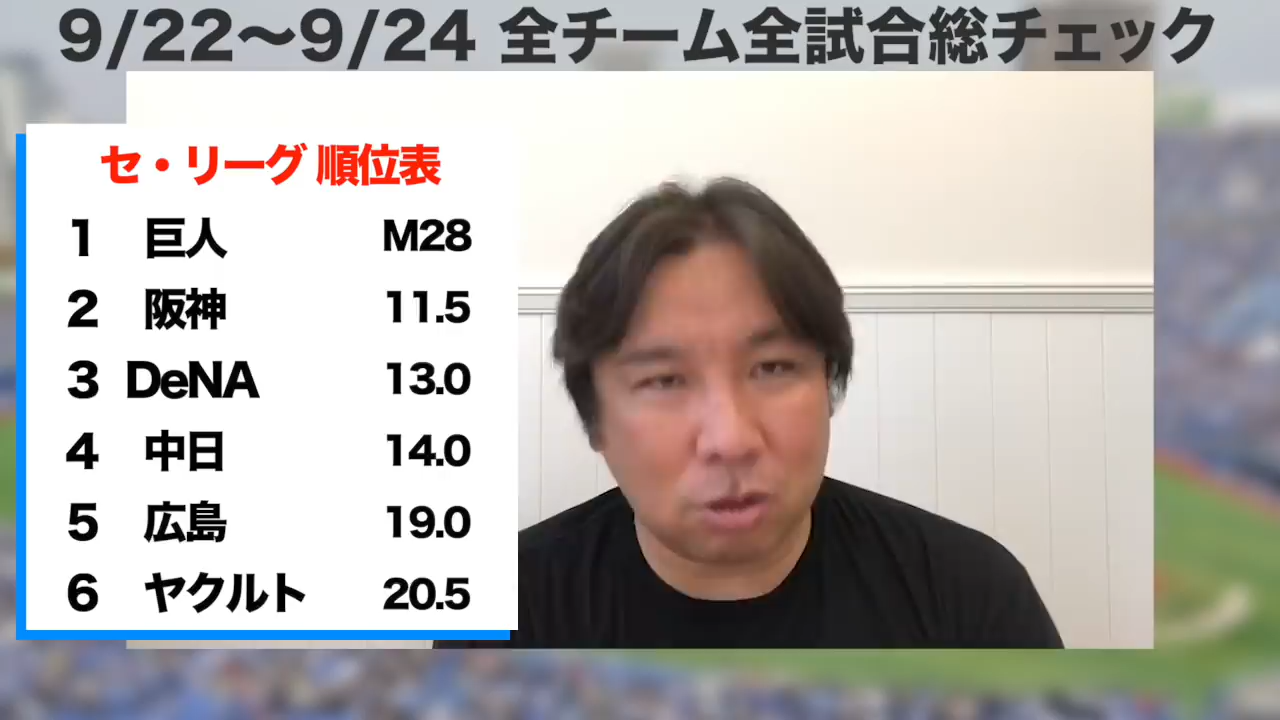 9/22〜9/24 全チーム全試合総チェック
セ・リーグ 順位表
1 巨人 M28
2 阪神 11.5
3 DeNA 13.0
4 中日 14.0
5 広島 19.0
6 ヤクルト 20.5